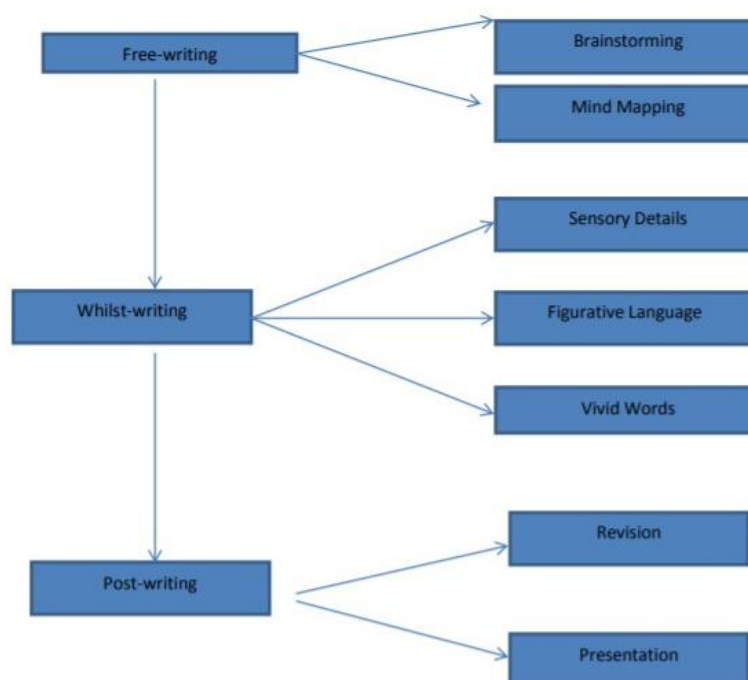 Free-writing
Brainstorming
Mind Mapping
Sensory Details
Whilst-writing
Figurative Language
Vivid Words
Revision
Post-writing
Presentation